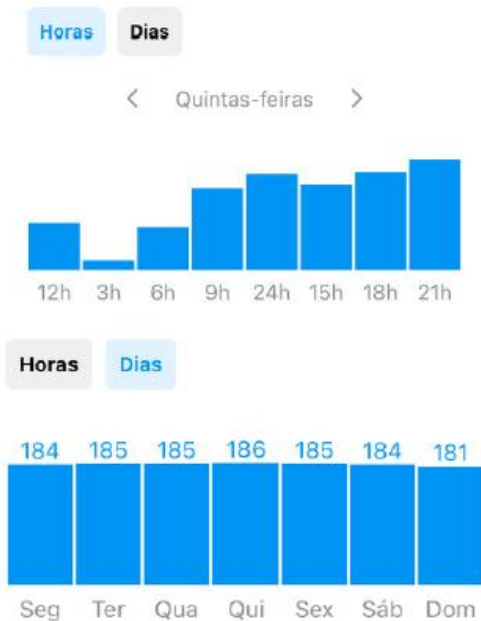 Horas Dias
< Quintas-feiras >
12h 3h 6h 9h 24h 15h 18h 21h
Horas Dias
184 185 185 186 185 184 181
Seg Ter Qua Qui Sex Sáb Dom